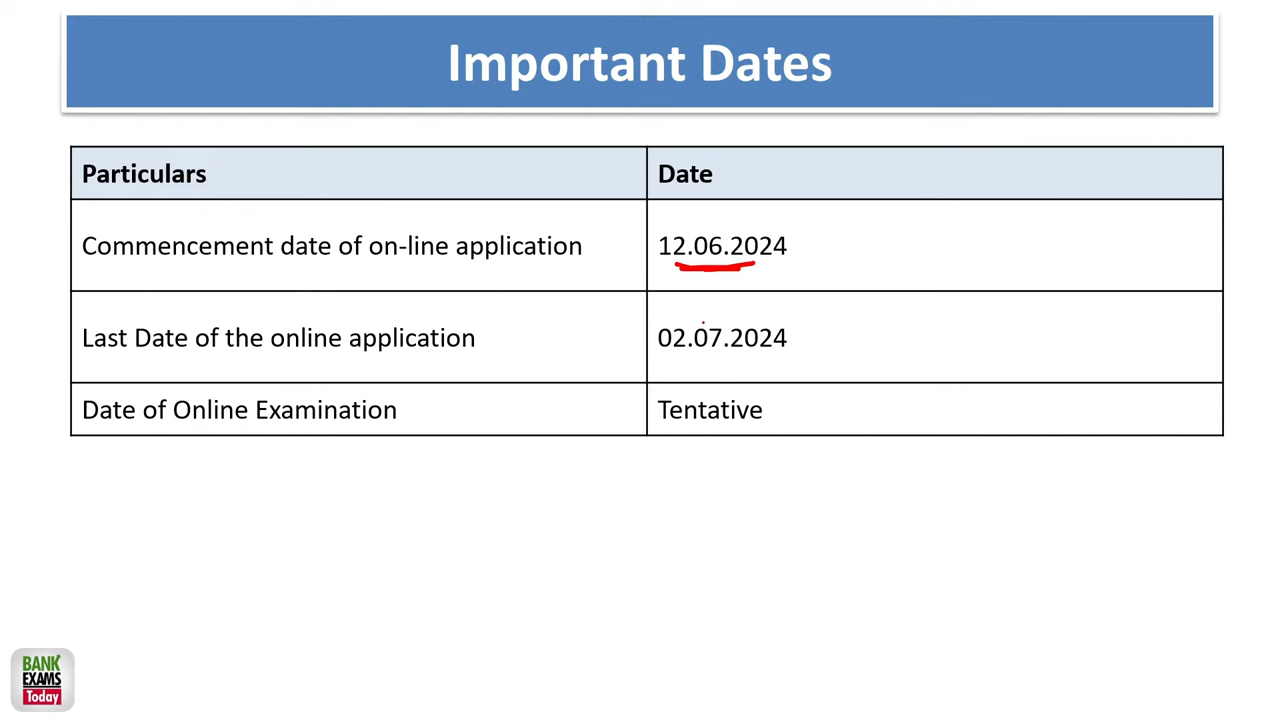 Important Dates
Particulars Date
Commencement date of on-line application 12.06.2024
Last Date of the online application 02.07.2024
Date of Online Examination Tentative
BANK
EXAMS
Today